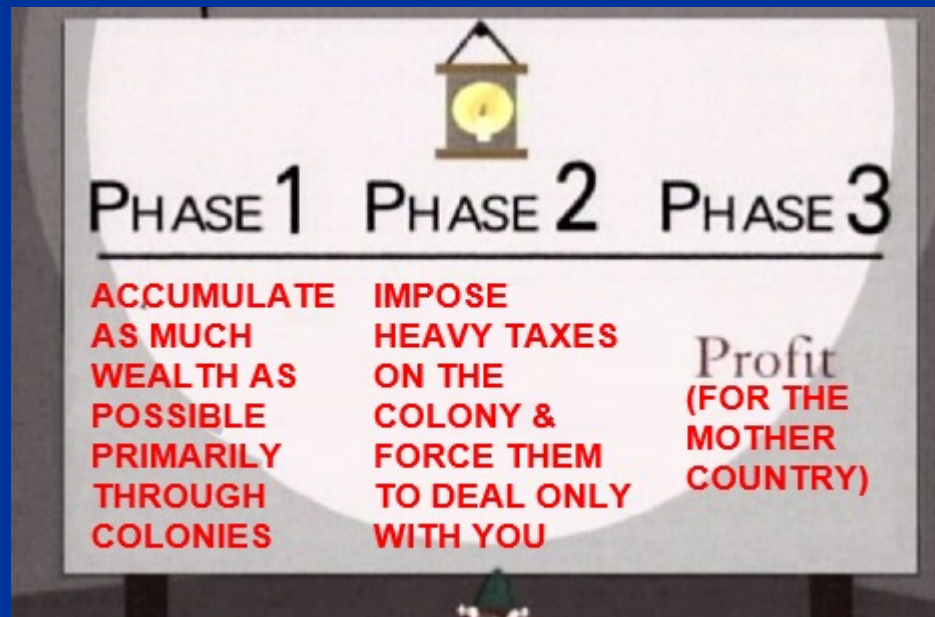 PHASE 1 PHASE 2 PHASE 3
ACCUMULATE
AS MUCH
WEALTH AS
POSSIBLE
PRIMARILY
THROUGH
COLONIES
IMPOSE
HEAVY TAXES
ON THE
COLONY &
FORCE THEM
TO DEAL ONLY
WITH YOU
Profit
(FOR THE
MOTHER
COUNTRY)